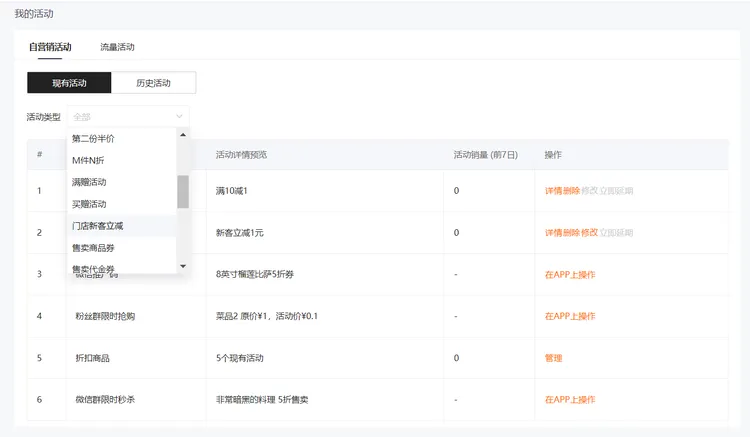 我的活动
自营销活动 流量活动
现有活动 历史活动
活动类型 全部
第二份半价
M件N折
满赠活动
买赠活动
门店新客立减
售卖商品券
售卖代金券
# 活动详情预览 活动销量 (前7日) 操作
1 满10减1 0 详情 删除 修改 立即延期
2 新客立减1元 0 详情 删除 修改 立即延期
3 8英寸榴莲比萨5折券 - 在APP上操作
4 粉丝群限时抢购 菜品2 原价¥1，活动价¥0.1 - 在APP上操作
5 折扣商品 5个现有活动 0 管理
6 微信群限时秒杀 非常暗黑的料理 5折售卖 - 在APP上操作